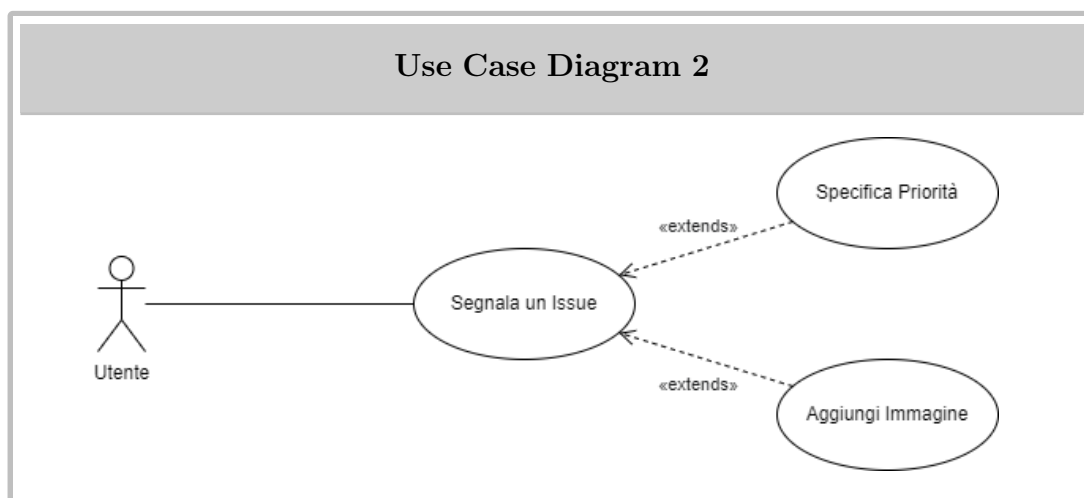 Use Case Diagram 2
Specifica Priorità
«extends»
Segnala un Issue
Utente
«extends»
Aggiungi Immagine